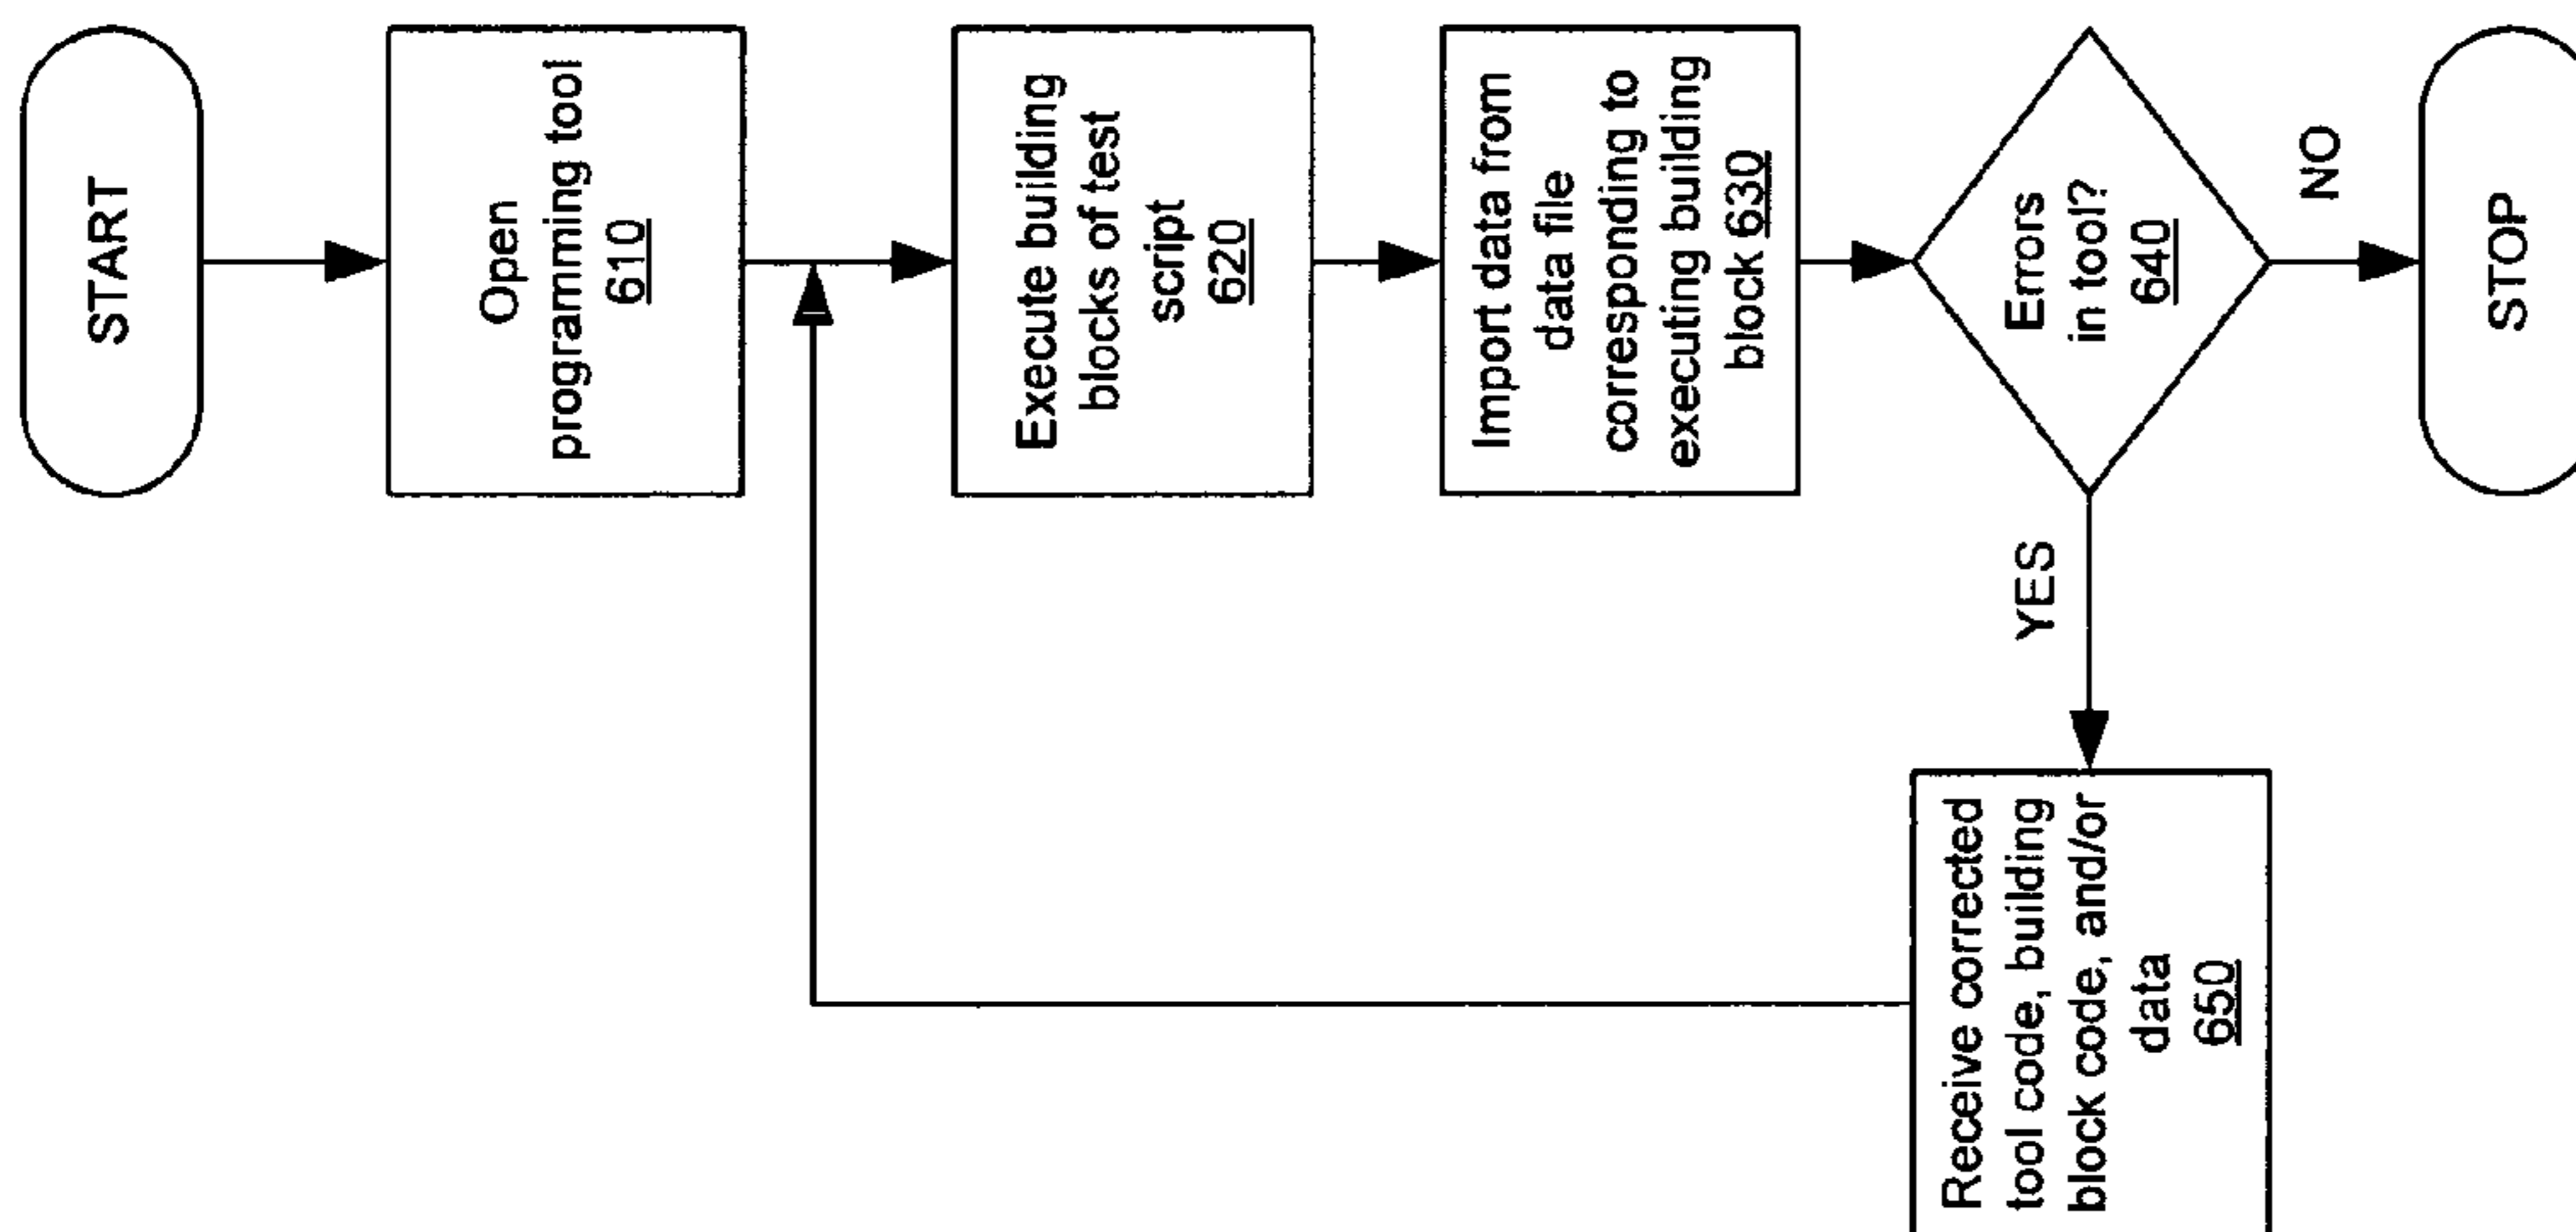 START
Open
programming tool
610
Execute building
blocks of test
script
620
Import data from
data file
corresponding to
executing building
block 630
Errors
in tool?
640
YES
NO
Receive corrected
tool code, building
block code, and/or
data
650
STOP